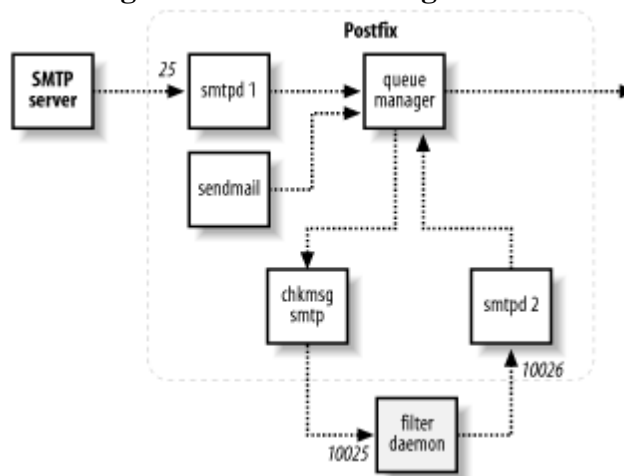 Postfix
SMTP
server
25
smtpd 1
queue
manager
sendmail
chkmsg
smtp
smtpd 2
10026
10025
filter
daemon